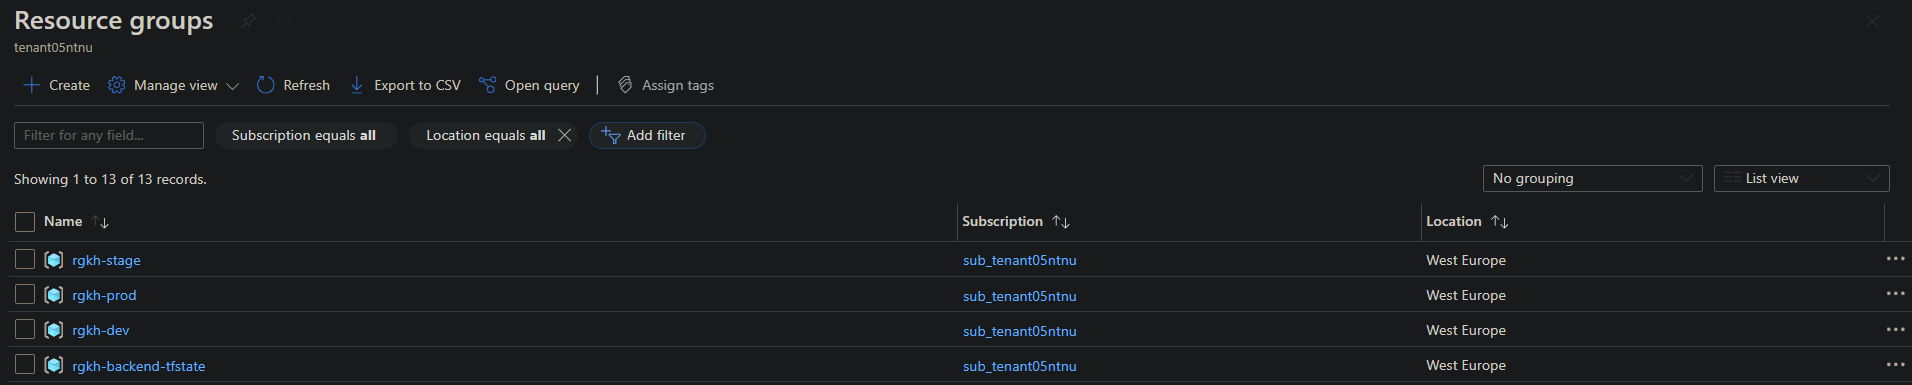 Resource groups
tenant05ntnu
Create Manage view Refresh Export to CSV Open query Assign tags
Filter for any field... Subscription equals all Location equals all Add filter
Showing 1 to 13 of 13 records. No grouping List view
Name Subscription Location
rgkh-stage sub_tenant05ntnu West Europe
rgkh-prod sub_tenant05ntnu West Europe
rgkh-dev sub_tenant05ntnu West Europe
rgkh-backend-tfstate sub_tenant05ntnu West Europe